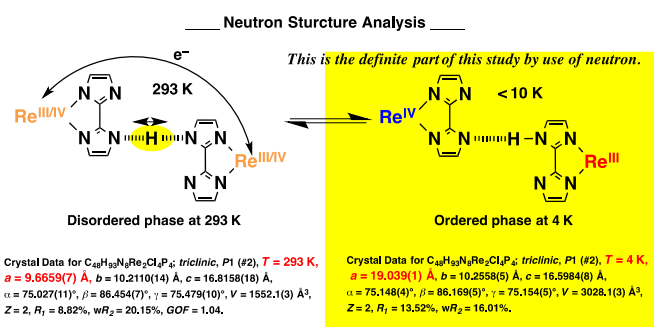 Neutron Sturcture Analysis
e⁻
This is the definite part of this study by use of neutron.
293 K
N N
Re^III/IV
N N
N···H···N N
Re^III/IV
N N
Disordered phase at 293 K
< 10 K
N N
Re^IV
N N
N H–N N
Re^III
N N
Ordered phase at 4 K
Crystal Data for C₄₈H₉₃N₈Re₂Cl₄P₄; triclinic, P1 (#2), T = 293 K,
a = 9.6659(7) Å, b = 10.2110(14) Å, c = 16.8158(18) Å,
α = 75.027(11)°, β = 86.454(7)°, γ = 75.479(10)°, V = 1552.1(3) Å³,
Z = 2, R₁ = 8.82%, wR₂ = 20.15%, GOF = 1.04.
Crystal Data for C₄₈H₉₃N₈Re₂Cl₄P₄; triclinic, P1 (#2), T = 4 K,
a = 19.039(1) Å, b = 10.2558(5) Å, c = 16.5984(8) Å,
α = 75.148(4)°, β = 86.169(5)°, γ = 75.154(5)°, V = 3028.1(3) Å³,
Z = 2, R₁ = 13.52%, wR₂ = 16.01%.